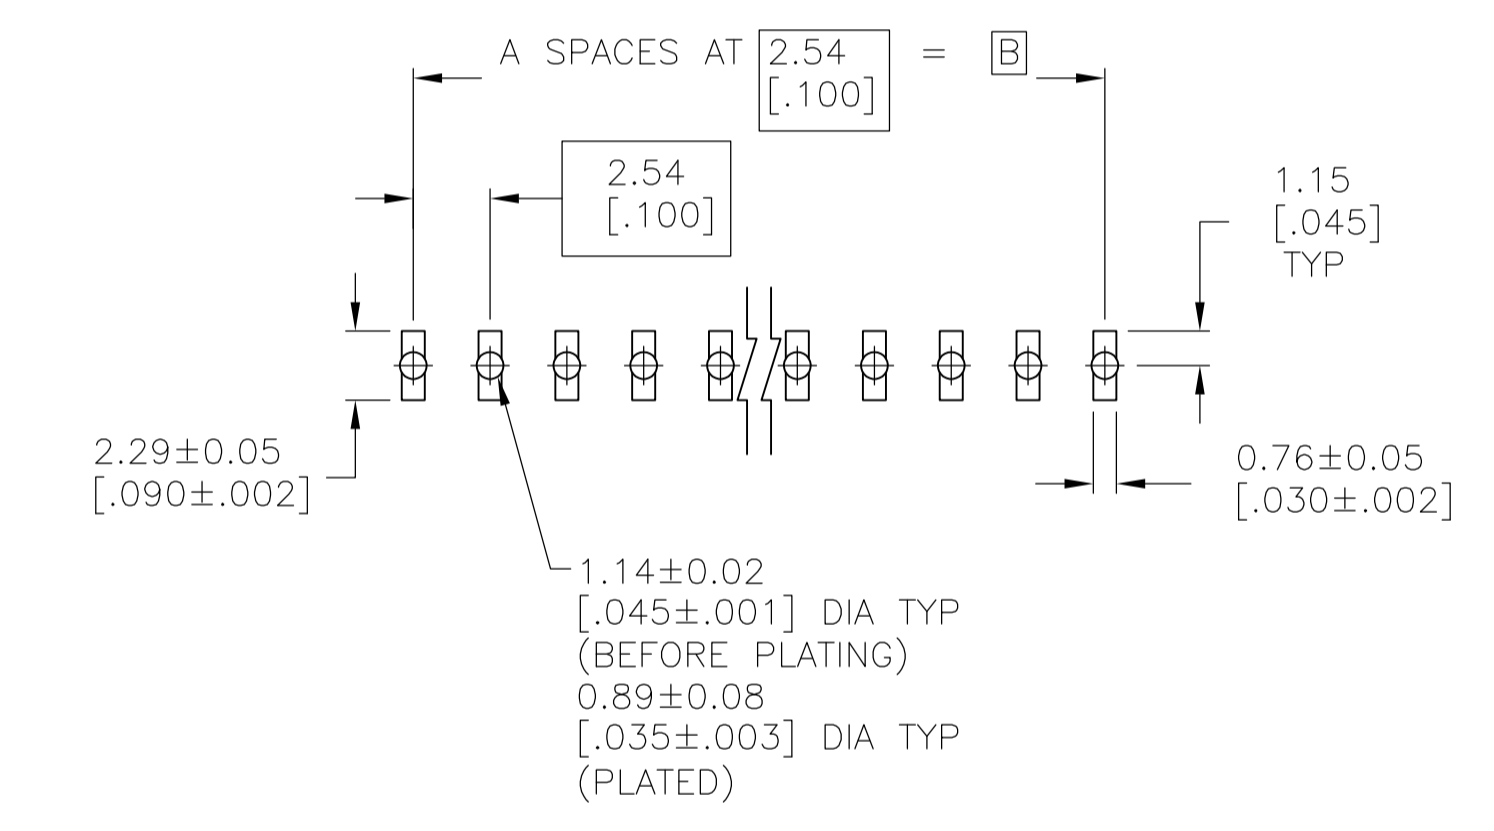 A SPACES AT 2.54 = B
[.100]
2.54
[.100]
1.15
[.045]
TYP
2.29±0.05
[.090±.002]
0.76±0.05
[.030±.002]
1.14±0.02
[.045±.001] DIA TYP
(BEFORE PLATING)
0.89±0.08
[.035±.003] DIA TYP
(PLATED)